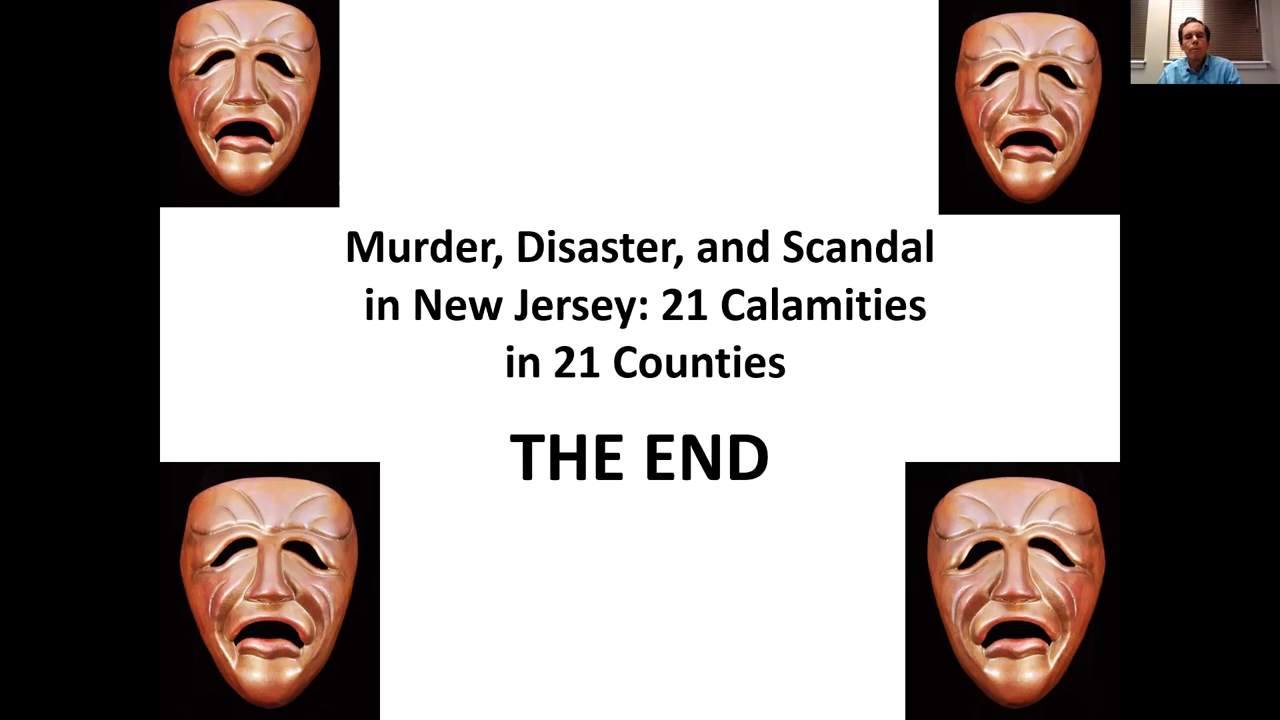 Murder, Disaster, and Scandal
in New Jersey: 21 Calamities
in 21 Counties
THE END